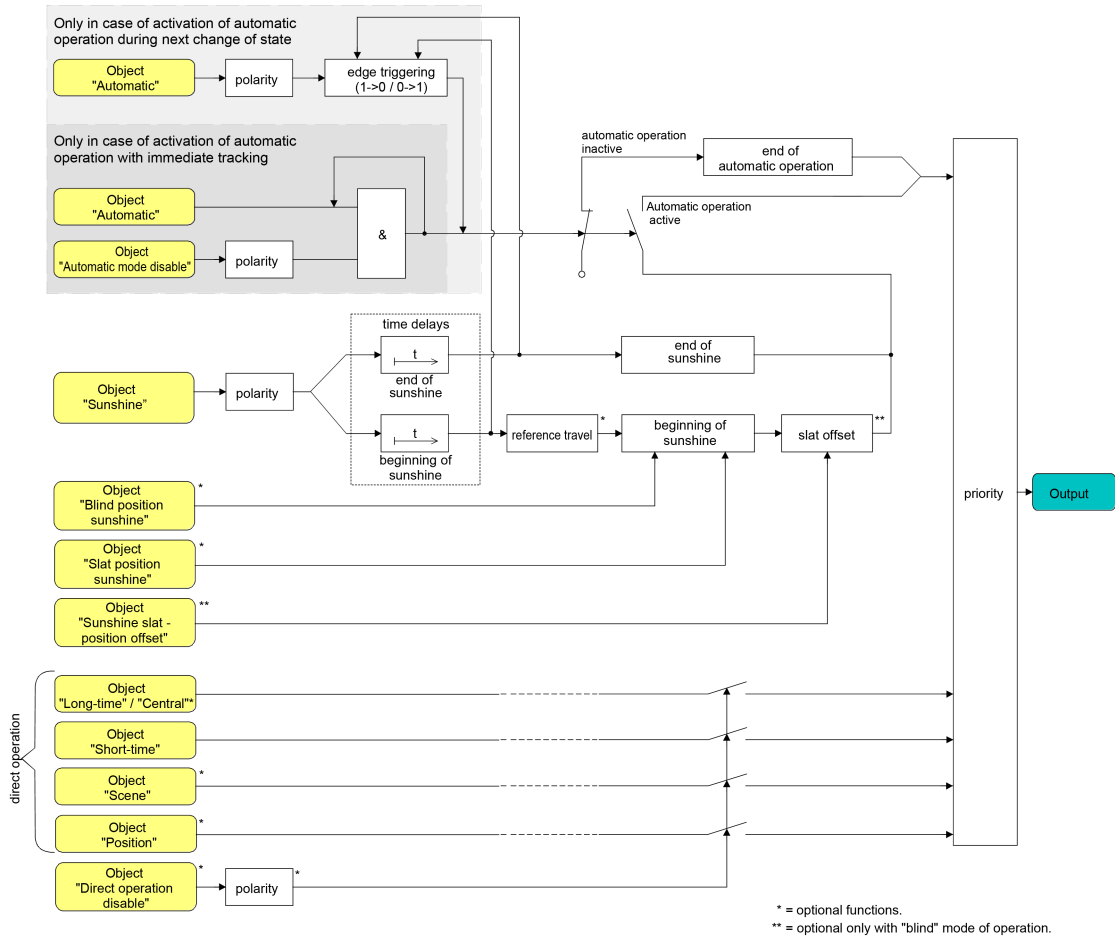 Only in case of activation of automatic
operation during next change of state
Object
"Automatic"
polarity
edge triggering
(1->0 / 0->1)
Only in case of activation of automatic
operation with immediate tracking
Object
"Automatic"
Object
"Automatic mode disable"
polarity
&
automatic operation
inactive
end of
automatic operation
Automatic operation
active
time delays
t
end of
sunshine
end of
sunshine
Object
"Sunshine"
polarity
t
beginning of
sunshine
reference travel
*
beginning of
sunshine
slat offset
**
Object
"Blind position
sunshine"
*
Object
"Slat position
sunshine"
*
Object
"Sunshine slat -
position offset"
**
priority
Output
direct operation
Object
"Long-time" / "Central"*
Object
"Short-time"
Object
"Scene"
*
Object
"Position"
*
Object
"Direct operation
disable"
*
polarity
*
* = optional functions.
** = optional only with "blind" mode of operation.